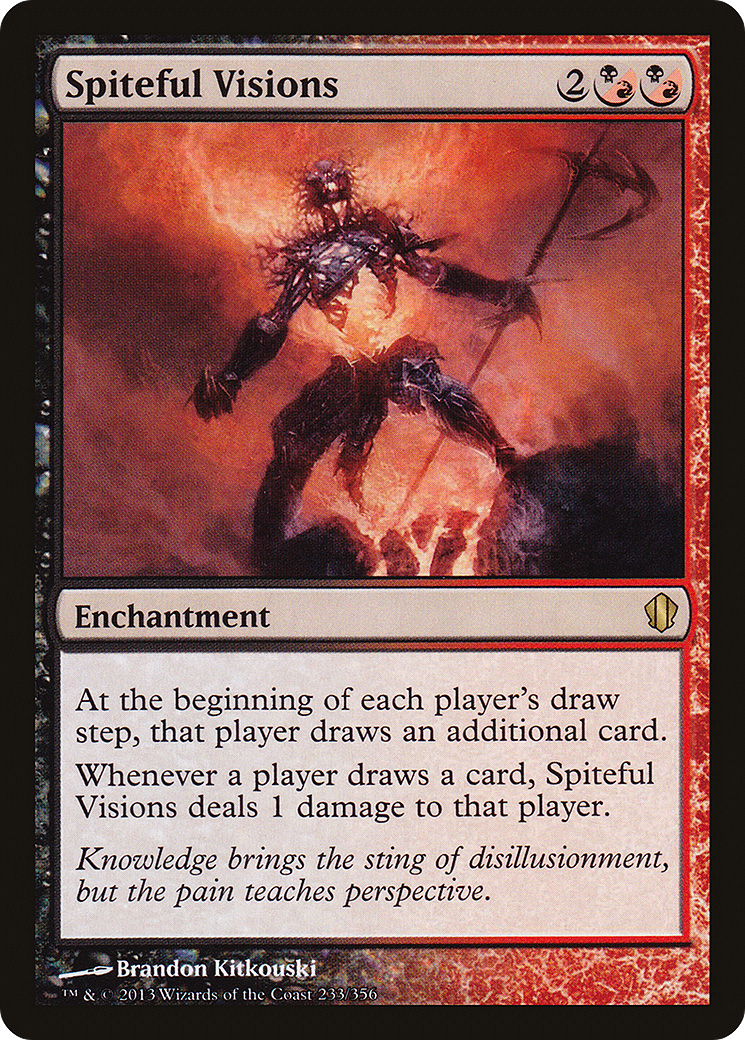 Spiteful Visions 2
Enchantment
At the beginning of each player's draw
step, that player draws an additional card.
Whenever a player draws a card, Spiteful
Visions deals 1 damage to that player.
Knowledge brings the sting of disillusionment,
but the pain teaches perspective.
Brandon Kitkouski
™ & © 2013 Wizards of the Coast 233/356